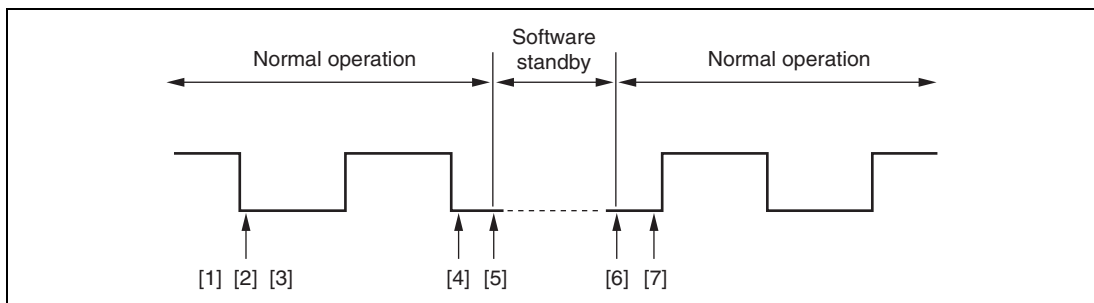 Software
standby
Normal operation
Normal operation
[1] [2] [3]
[4]
[5]
[6]
[7]